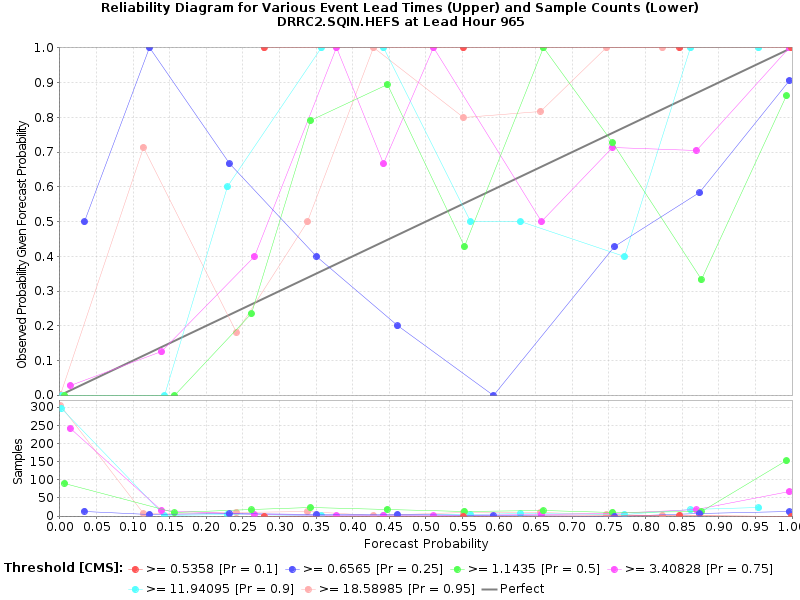 Reliability Diagram for Various Event Lead Times (Upper) and Sample Counts (Lower)
DRRC2.SQIN.HEFS at Lead Hour 965
Observed Probability Given Forecast Probability
1.0
0.9
0.8
0.7
0.6
0.5
0.4
0.3
0.2
0.1
0.0
Samples
300
250
200
150
100
50
0
0.00 0.05 0.10 0.15 0.20 0.25 0.30 0.35 0.40 0.45 0.50 0.55 0.60 0.65 0.70 0.75 0.80 0.85 0.90 0.95 1.0
Forecast Probability
Threshold [CMS]: >= 0.5358 [Pr = 0.1] >= 0.6565 [Pr = 0.25] >= 1.1435 [Pr = 0.5] >= 3.40828 [Pr = 0.75]
>= 11.94095 [Pr = 0.9] >= 18.58985 [Pr = 0.95] Perfect